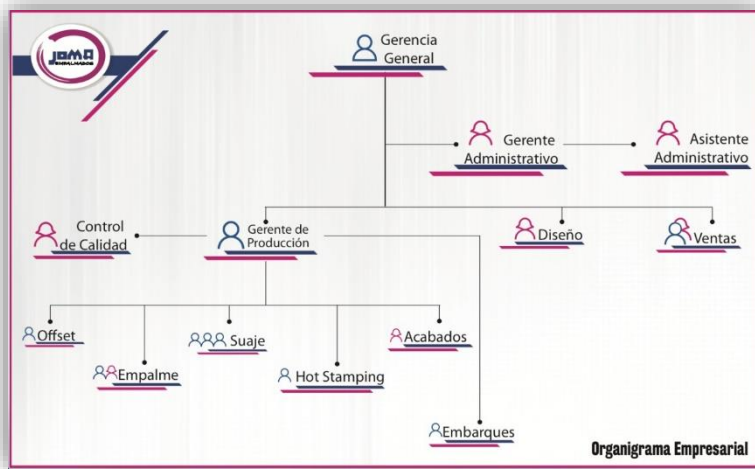 JOMA
EMPALMADOS
Gerencia
General
Gerente
Administrativo
Asistente
Administrativo
Control
de Calidad
Gerente de
Producción
Diseño
Ventas
Offset
Empalme
Suaje
Hot Stamping
Acabados
Embarques
Organigrama Empresarial